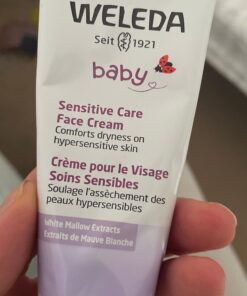 WELEDA
Seit 1921
baby
Sensitive Care
Face Cream
Comforts dryness on
hypersensitive skin
Crème pour le Visage
Soins Sensibles
Soulage l'assèchement des
peaux hypersensibles
White Mallow Extracts
Extraits de Mauve Blanche